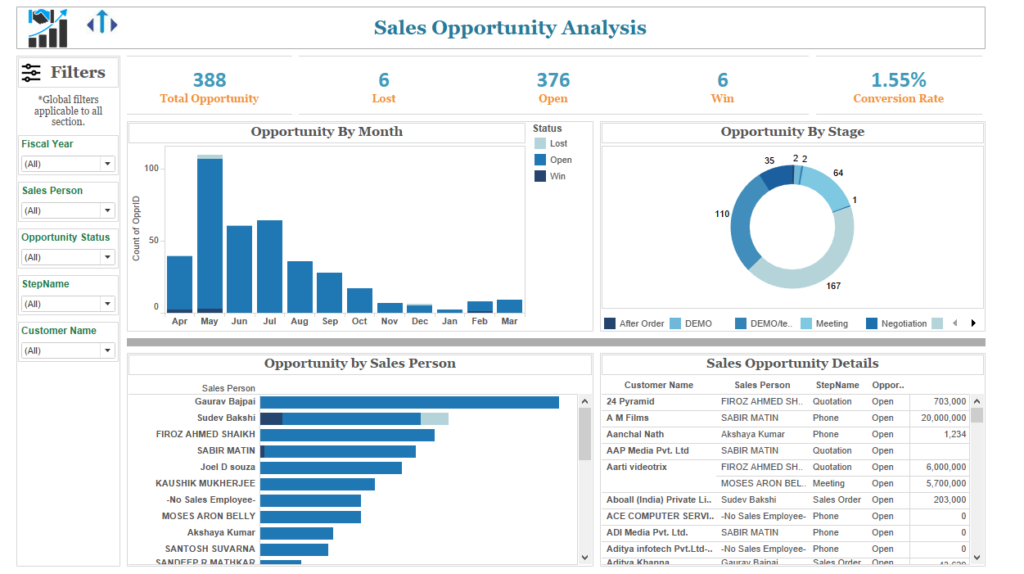 Sales Opportunity Analysis
Filters
*Global filters
applicable to all
section.
Fiscal Year
(All)
Sales Person
(All)
Opportunity Status
(All)
StepName
(All)
Customer Name
(All)
388
Total Opportunity
6
Lost
376
Open
6
Win
1.55%
Conversion Rate
Opportunity By Month
Status
Lost
Open
Win
Count of OpprID
100
50
0
Apr May Jun Jul Aug Sep Oct Nov Dec Jan Feb Mar
Opportunity By Stage
35 2 2
64
1
110
167
After Order DEMO DEMO/te.. Meeting Negotiation
Opportunity by Sales Person
Sales Person
Gaurav Bajpai
Sudev Bakshi
FIROZ AHMED SHAIKH
SABIR MATIN
Joel D souza
KAUSHIK MUKHERJEE
-No Sales Employee-
MOSES ARON BELLY
Akshaya Kumar
SANTOSH SUVARNA
SANDEEP R MATHKAR
Sales Opportunity Details
Customer Name Sales Person StepName Oppor..
24 Pyramid FIROZ AHMED SH.. Quotation Open 703,000
A M Films SABIR MATIN Phone Open 20,000,000
Aanchal Nath Akshaya Kumar Phone Open 1,234
AAP Media Pvt. Ltd SABIR MATIN Quotation Open
Aarti videotrix FIROZ AHMED SH.. Quotation Open 6,000,000
MOSES ARON BEL.. Meeting Open 5,700,000
Aboall (India) Private Li.. Sudev Bakshi Sales Order Open 203,000
ACE COMPUTER SERVI.. -No Sales Employee- Phone Open 0
ADI Media Pvt. Ltd. SABIR MATIN Phone Open 0
Aditya infotech Pvt.Ltd-.. -No Sales Employee- Phone Open 0
Aditya Khanna Gaurav Bajpai Sales Order Open